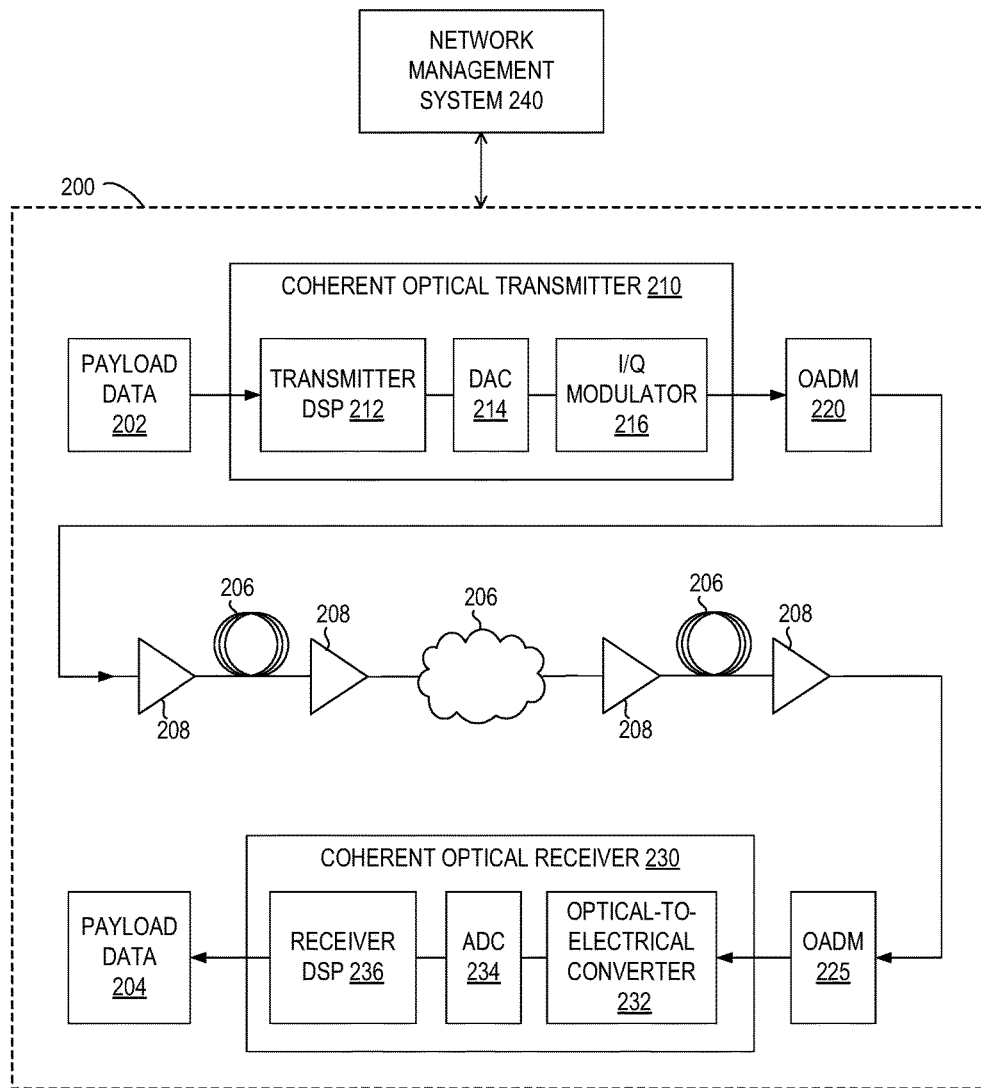 NETWORK
MANAGEMENT
SYSTEM 240
200
COHERENT OPTICAL TRANSMITTER 210
PAYLOAD
DATA
202
TRANSMITTER
DSP 212
DAC
214
I/Q
MODULATOR
216
OADM
220
206
208
206
206
208
208
208
COHERENT OPTICAL RECEIVER 230
PAYLOAD
DATA
204
RECEIVER
DSP 236
ADC
234
OPTICAL-TO-
ELECTRICAL
CONVERTER
232
OADM
225